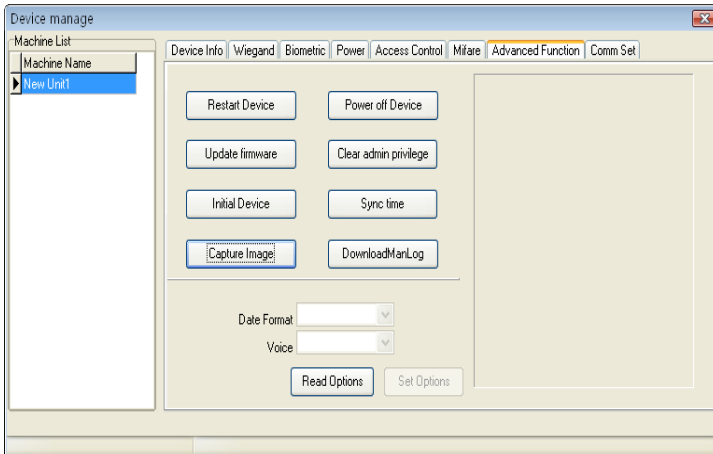 Device manage
Machine List
Machine Name
New Unit1
Device Info Wiegand Biometric Power Access Control Mifare Advanced Function Comm Set
Restart Device Power off Device
Update firmware Clear admin privilege
Initial Device Sync time
Capture Image DownloadManLog
Date Format
Voice
Read Options Set Options